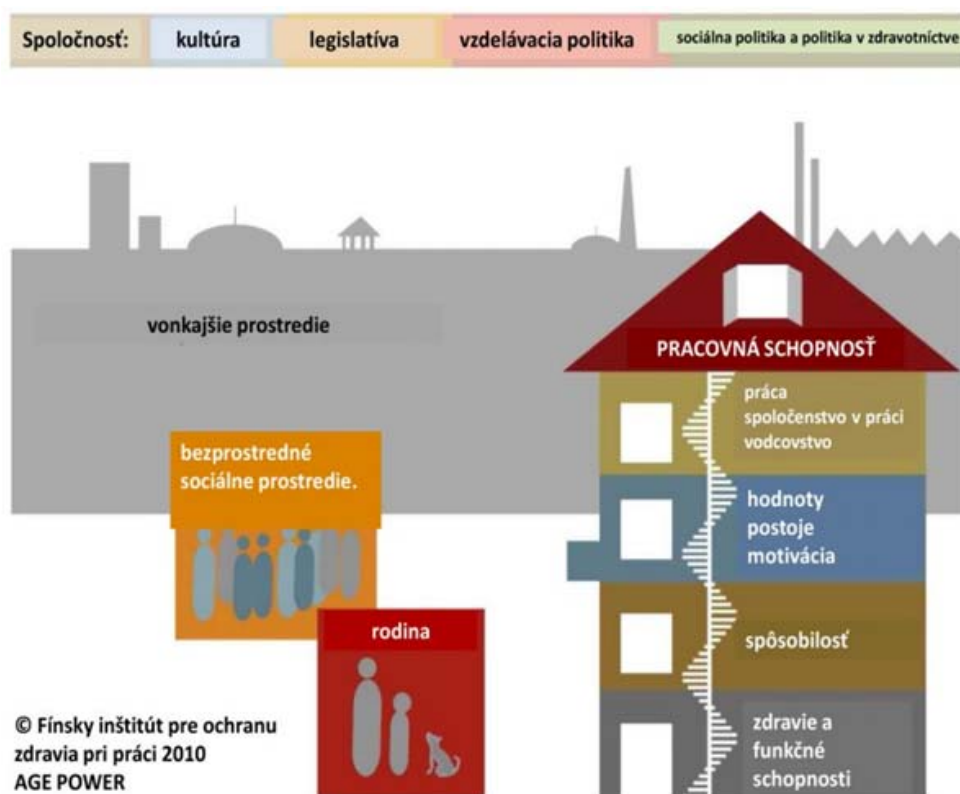 Spoločnosť: kultúra legislatíva vzdelávacia politika sociálna politika a politika v zdravotníctve
vonkajšie prostredie
PRACOVNÁ SCHOPNOSŤ
práca
spoločenstvo v práci
vodcovstvo
bezprostredné
sociálne prostredie.
hodnoty
postoje
motivácia
rodina
spôsobilosť
zdravie a
funkčné
schopnosti
© Fínsky inštitút pre ochranu
zdravia pri práci 2010
AGE POWER